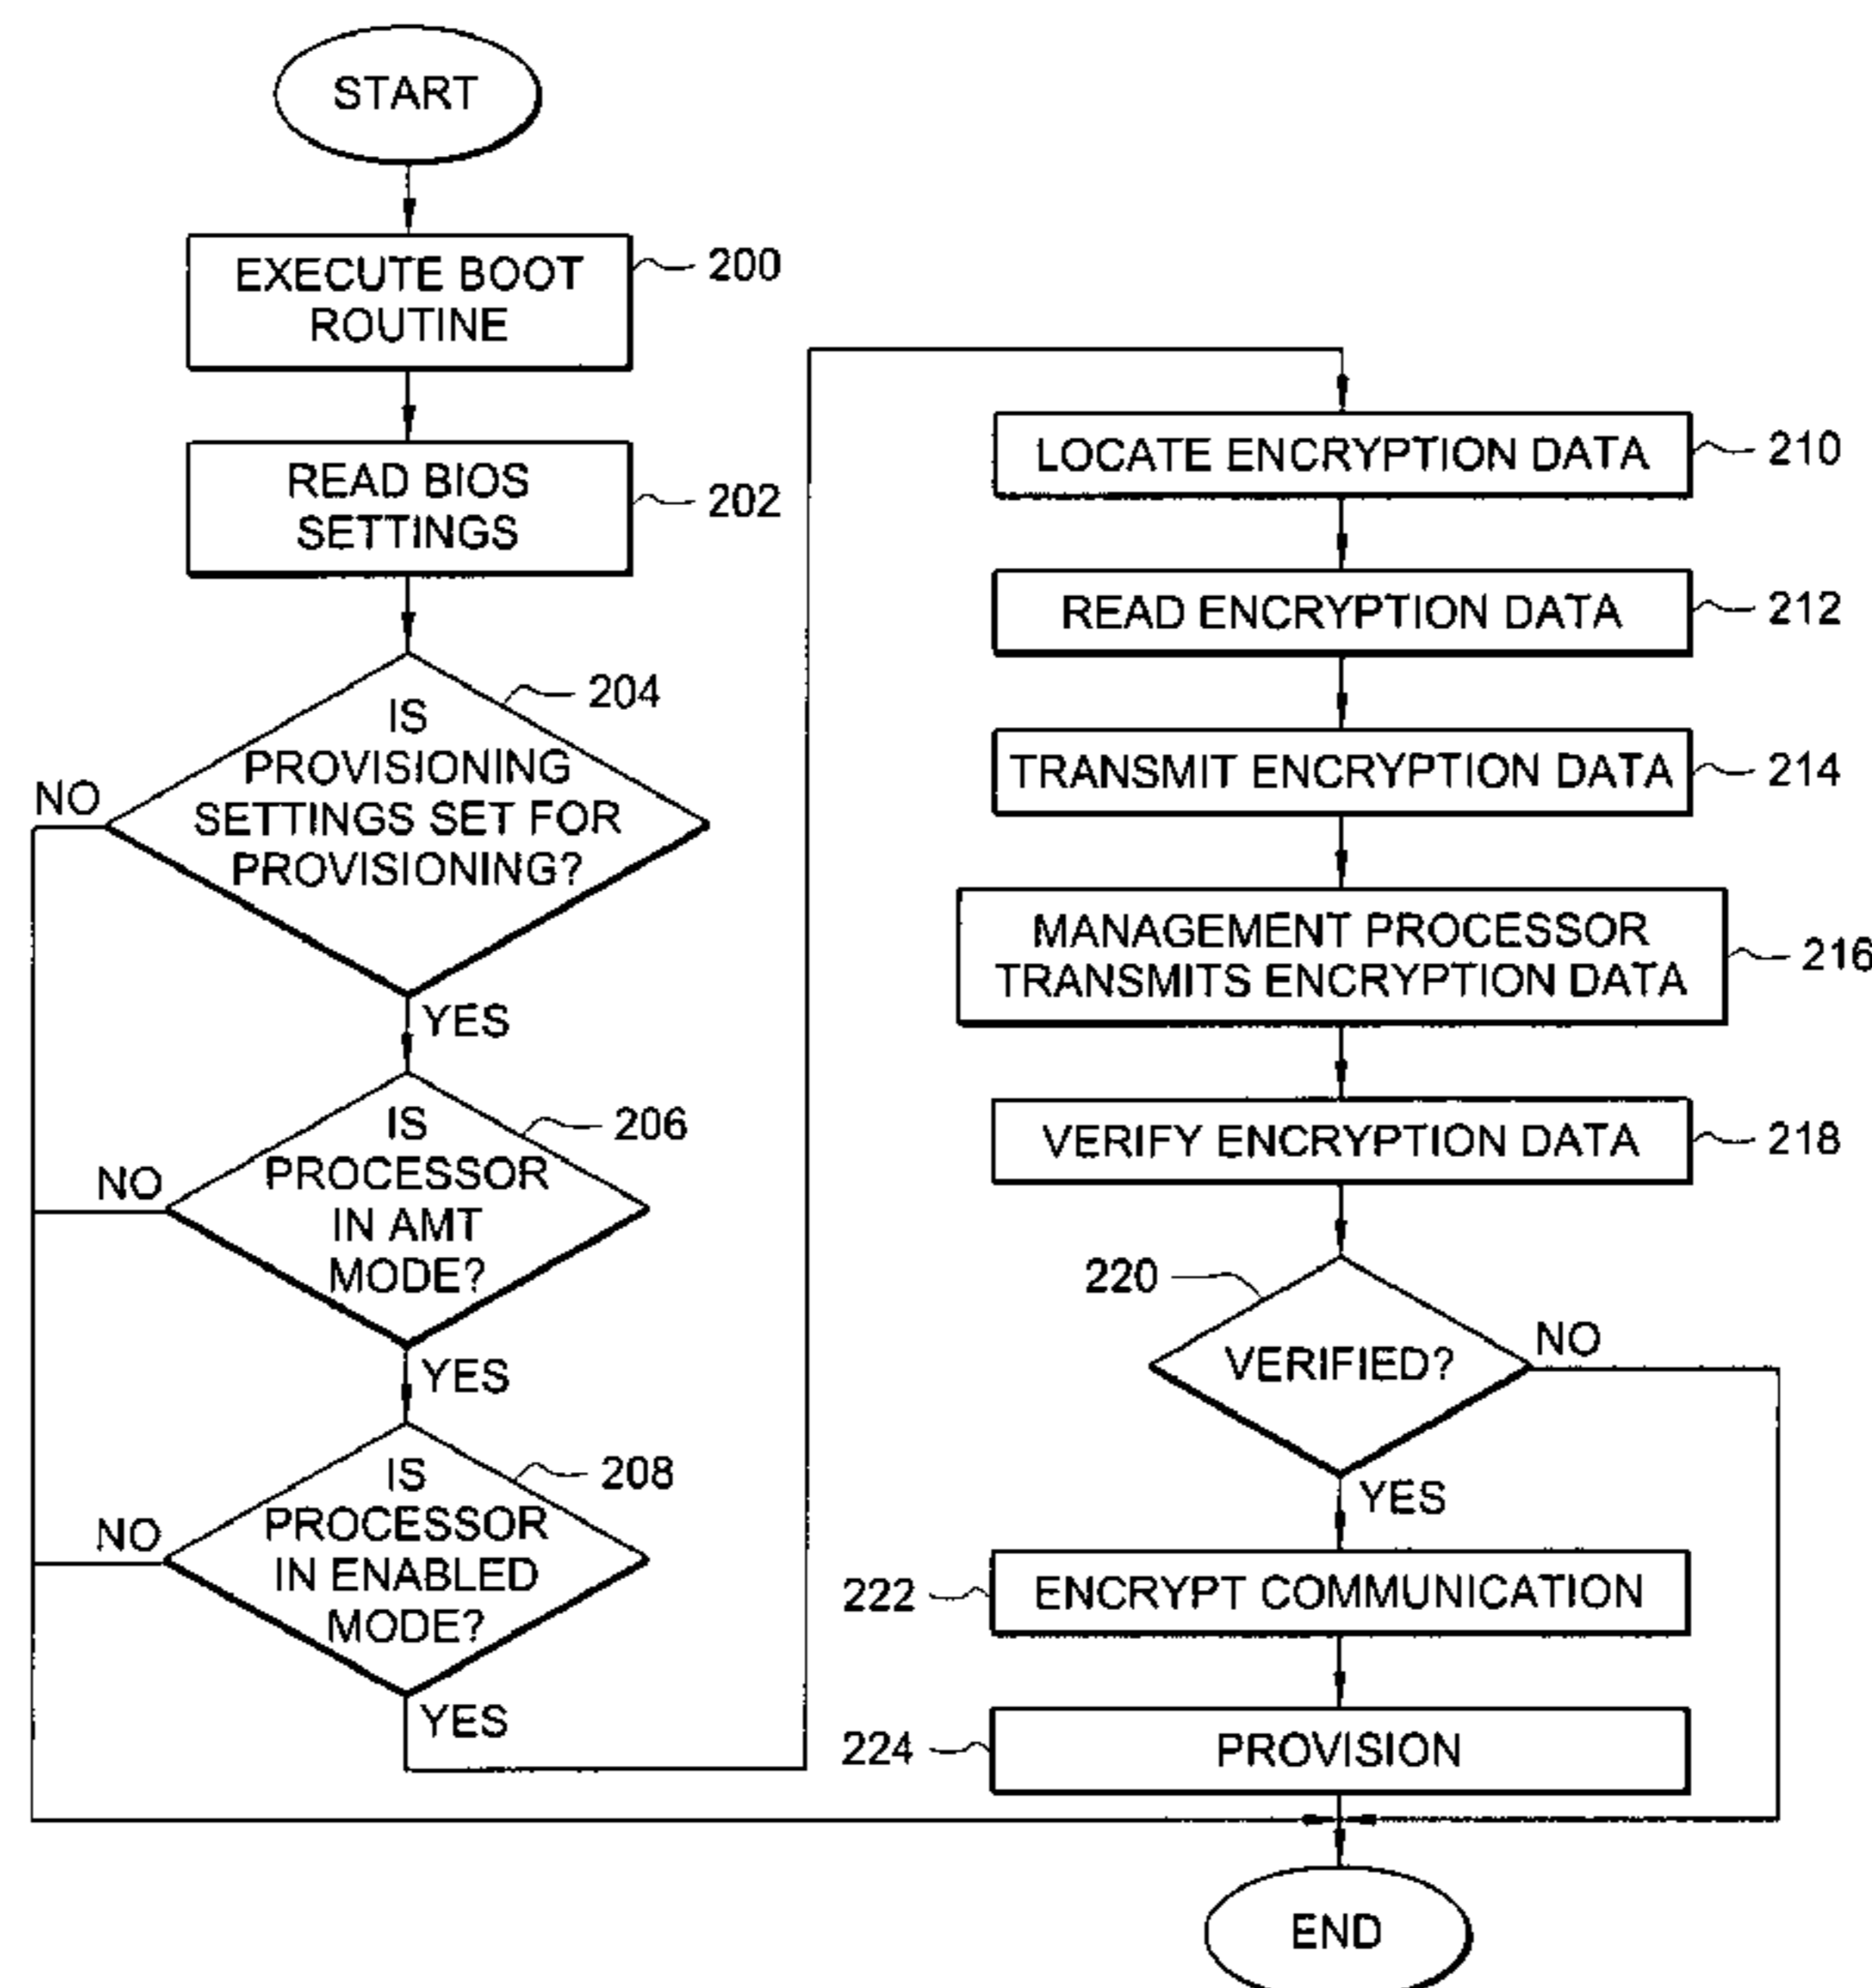 START
EXECUTE BOOT
ROUTINE
200
READ BIOS
SETTINGS
202
IS
PROVISIONING
SETTINGS SET FOR
PROVISIONING?
204
NO
YES
IS
PROCESSOR
IN AMT
MODE?
206
NO
YES
IS
PROCESSOR
IN ENABLED
MODE?
208
NO
YES
LOCATE ENCRYPTION DATA
210
READ ENCRYPTION DATA
212
TRANSMIT ENCRYPTION DATA
214
MANAGEMENT PROCESSOR
TRANSMITS ENCRYPTION DATA
216
VERIFY ENCRYPTION DATA
218
220
VERIFIED?
NO
YES
222
ENCRYPT COMMUNICATION
224
PROVISION
END